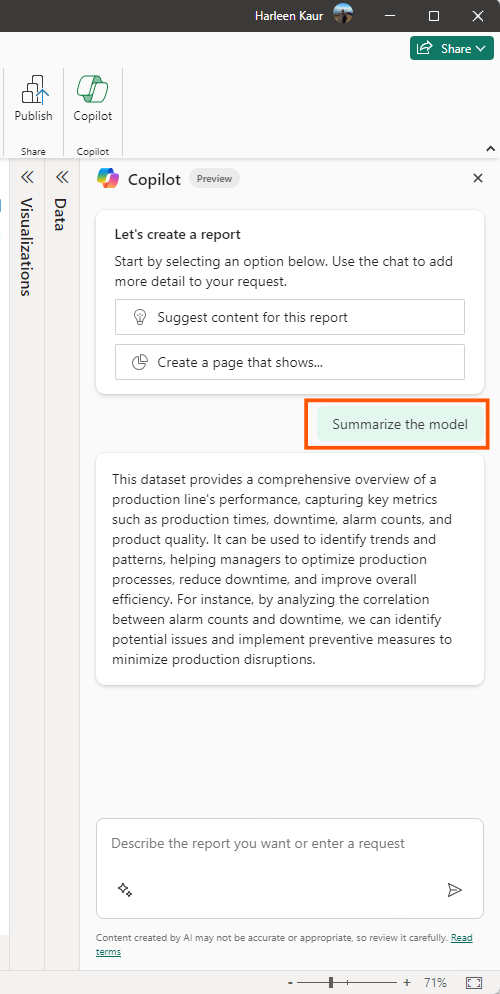 Harleen Kaur
Share
Publish
Copilot
Share
Copilot
Visualizations
Data
Copilot Preview
Let's create a report
Start by selecting an option below. Use the chat to add
more detail to your request.
Suggest content for this report
Create a page that shows...
Summarize the model
This dataset provides a comprehensive overview of a
production line's performance, capturing key metrics
such as production times, downtime, alarm counts, and
product quality. It can be used to identify trends and
patterns, helping managers to optimize production
processes, reduce downtime, and improve overall
efficiency. For instance, by analyzing the correlation
between alarm counts and downtime, we can identify
potential issues and implement preventive measures to
minimize production disruptions.
Describe the report you want or enter a request
Content created by AI may not be accurate or appropriate, so review it carefully. Read
terms
- + 71%